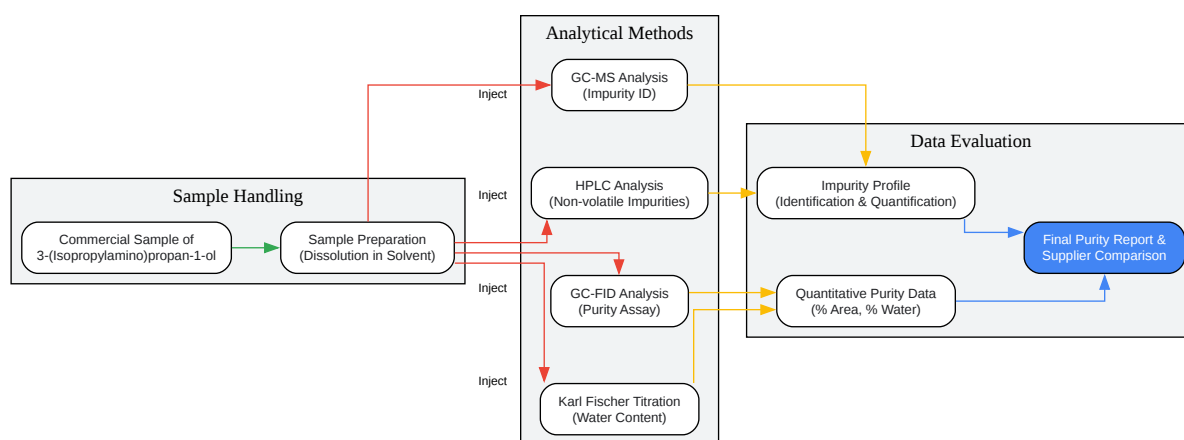 Analytical Methods
GC-MS Analysis
(Impurity ID)
Inject
Data Evaluation
Sample Handling
Inject
HPLC Analysis
(Non-volatile Impurities)
Impurity Profile
(Identification & Quantification)
Commercial Sample of
3-(Isopropylamino)propan-1-ol
Sample Preparation
(Dissolution in Solvent)
Final Purity Report &
Supplier Comparison
Inject
GC-FID Analysis
(Purity Assay)
Quantitative Purity Data
(% Area, % Water)
Inject
Karl Fischer Titration
(Water Content)